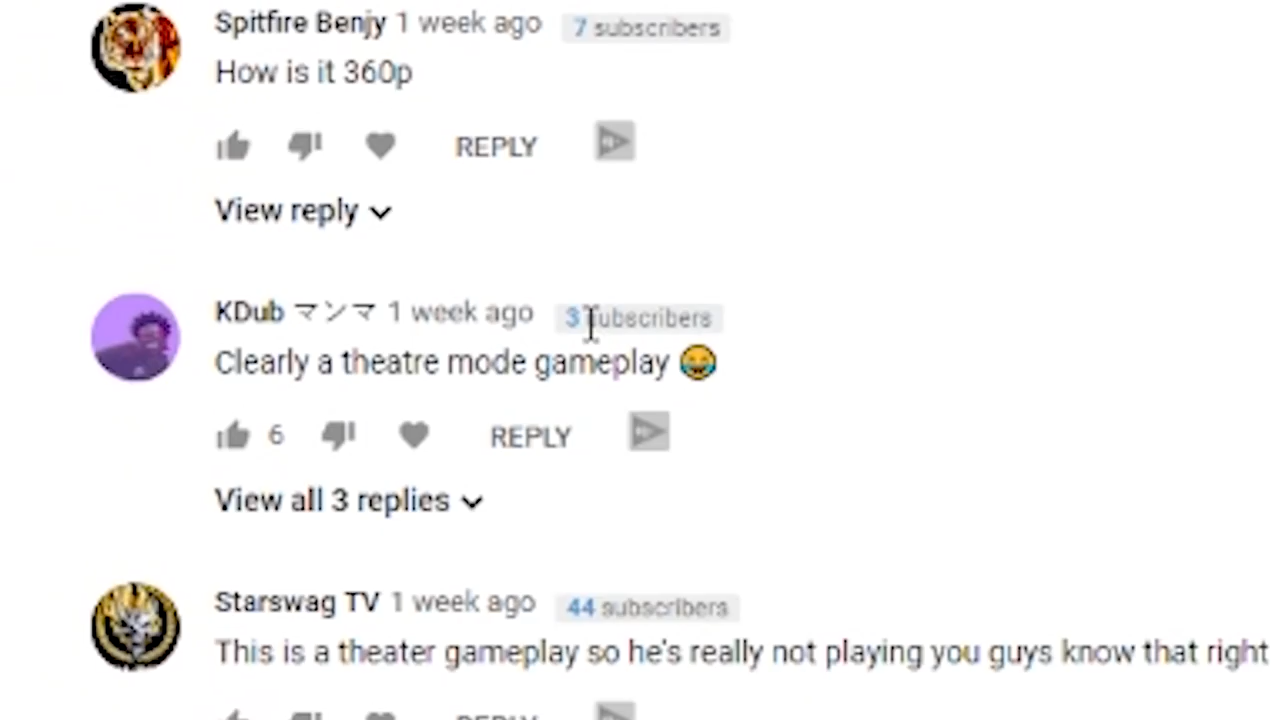 Spitfire Benjy 1 week ago 7 subscribers
How is it 360p
REPLY
View reply
KDub マンマ 1 week ago 3 subscribers
Clearly a theatre mode gameplay 😂
6 REPLY
View all 3 replies
Starswag TV 1 week ago 44 subscribers
This is a theater gameplay so he's really not playing you guys know that right
REPLY